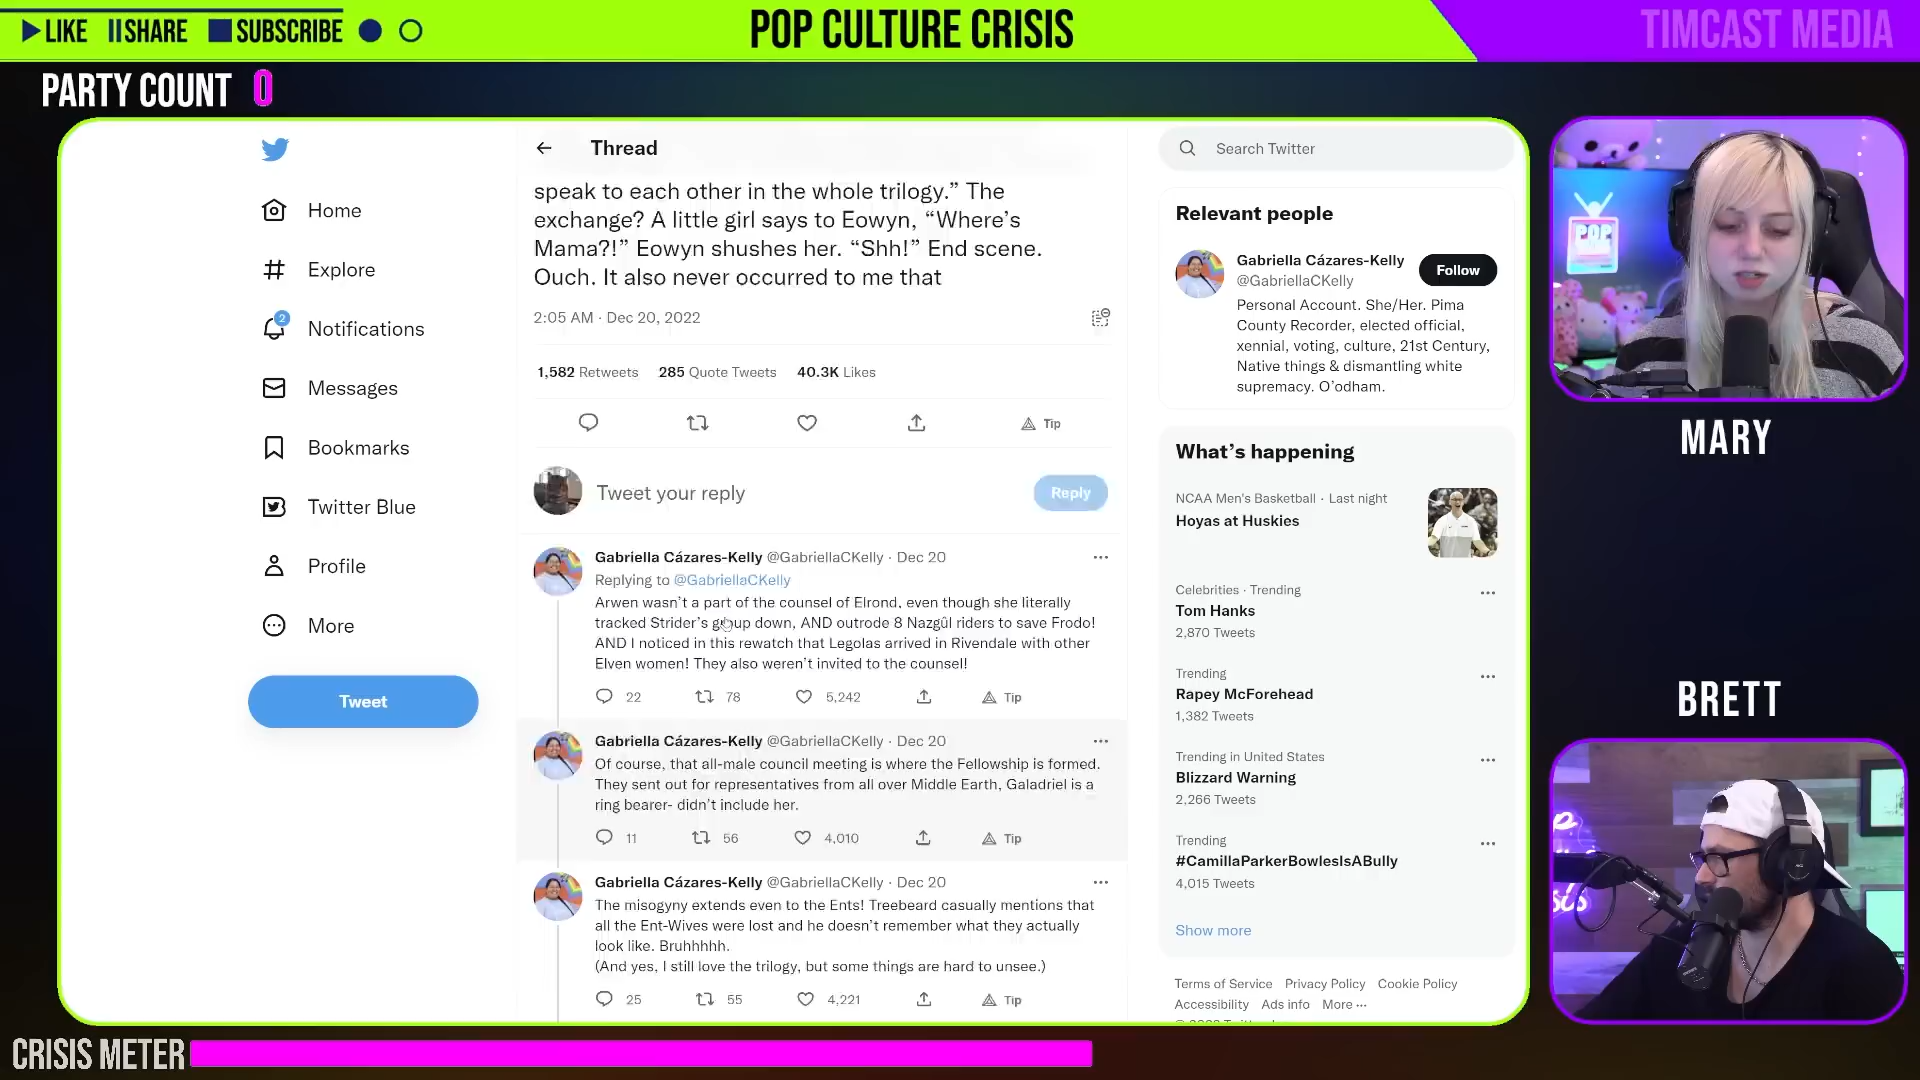 LIKE SHARE SUBSCRIBE
POP CULTURE CRISIS
TIMCAST MEDIA
PARTY COUNT 0
Home
Explore
2
Notifications
Messages
Bookmarks
Twitter Blue
Profile
More
Tweet
Thread
speak to each other in the whole trilogy.” The
exchange? A little girl says to Eowyn, “Where’s
Mama?!” Eowyn shushes her. “Shh!” End scene.
Ouch. It also never occurred to me that
2:05 AM · Dec 20, 2022
1,582 Retweets 285 Quote Tweets 40.3K Likes
Tip
Tweet your reply
Reply
Gabriella Cázares-Kelly @GabriellaCKelly · Dec 20
Replying to @GabriellaCKelly
Arwen wasn’t a part of the counsel of Elrond, even though she literally
tracked Strider’s group down, AND outrode 8 Nazgûl riders to save Frodo!
AND I noticed in this rewatch that Legolas arrived in Rivendale with other
Elven women! They also weren’t invited to the counsel!
22 78 5,242 Tip
Gabriella Cázares-Kelly @GabriellaCKelly · Dec 20
Of course, that all-male council meeting is where the Fellowship is formed.
They sent out for representatives from all over Middle Earth, Galadriel is a
ring bearer- didn’t include her.
11 56 4,010 Tip
Gabriella Cázares-Kelly @GabriellaCKelly · Dec 20
The misogyny extends even to the Ents! Treebeard casually mentions that
all the Ent-Wives were lost and he doesn’t remember what they actually
look like. Bruhhhhh.
(And yes, I still love the trilogy, but some things are hard to unsee.)
25 55 4,221 Tip
Search Twitter
Relevant people
Gabriella Cázares-Kelly
@GabriellaCKelly
Follow
Personal Account. She/Her. Pima
County Recorder, elected official,
xennial, voting, culture, 21st Century,
Native things & dismantling white
supremacy. O’odham.
What’s happening
NCAA Men's Basketball · Last night
Hoyas at Huskies
Celebrities · Trending
Tom Hanks
2,870 Tweets
Trending
Rapey McForehead
1,382 Tweets
Trending in United States
Blizzard Warning
2,266 Tweets
Trending
#CamillaParkerBowlesIsABully
4,015 Tweets
Show more
Terms of Service Privacy Policy Cookie Policy
Accessibility Ads info More ···
POP
MARY
BRETT
CRISIS METER